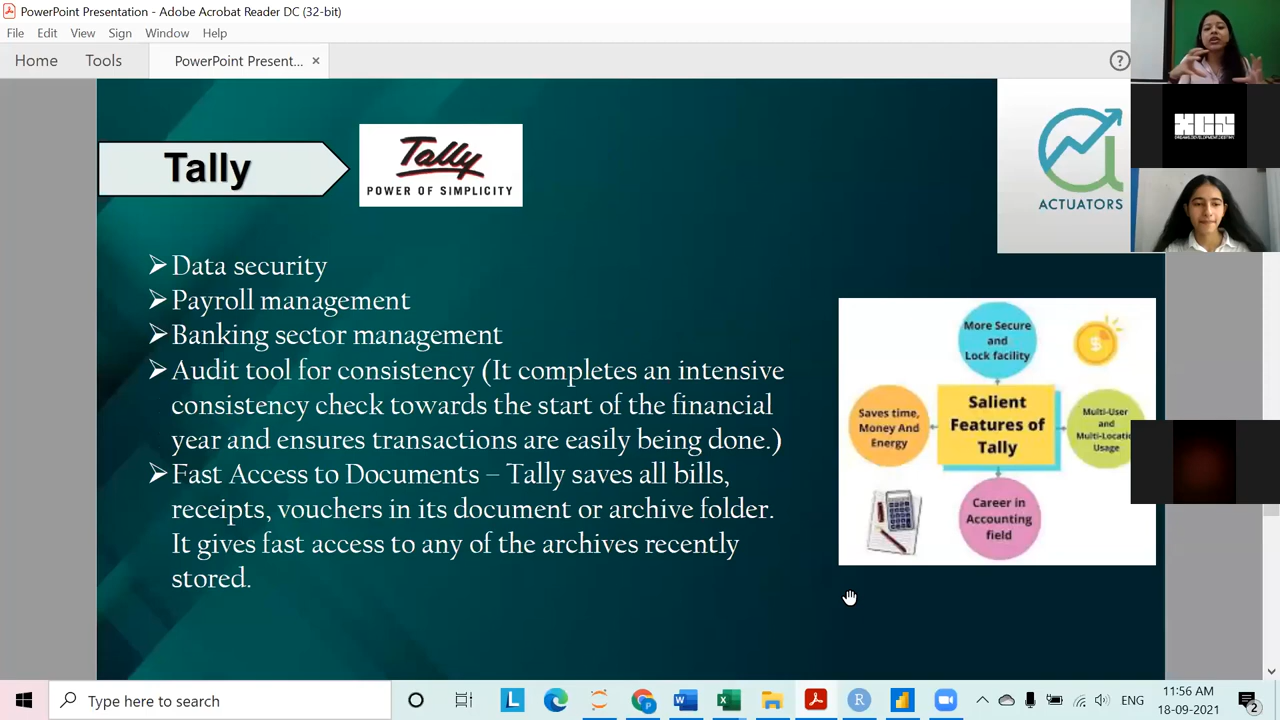 PowerPoint Presentation - Adobe Acrobat Reader DC (32-bit)
File Edit View Sign Window Help
Home Tools PowerPoint Present... ×
?
Tally
Tally
POWER OF SIMPLICITY
ACTUATORS
XCS
➢Data security
➢Payroll management
➢Banking sector management
➢Audit tool for consistency (It completes an intensive
consistency check towards the start of the financial
year and ensures transactions are easily being done.)
➢Fast Access to Documents – Tally saves all bills,
receipts, vouchers in its document or archive folder.
It gives fast access to any of the archives recently
stored.
More Secure
and
Lock facility
$
Saves time,
Money And
Energy
Salient
Features of
Tally
Multi-User
and
Multi-Locatio
Usage
Career in
Accounting
field
Type here to search
L
P
W
X
R
ENG
11:56 AM
18-09-2021
2